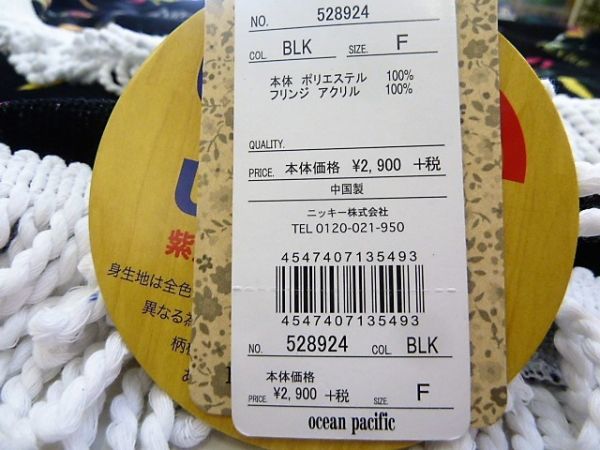 NO. 528924
COL. BLK SIZE. F
本体 ポリエステル 100%
フリンジ アクリル 100%
QUALITY.
PRICE. 本体価格 ¥2,900 +税
中国製
ニッキー株式会社
TEL 0120-021-950
4547407135493
4547407135493
NO. 528924 COL. BLK
本体価格
PRICE. ¥2,900 +税 SIZE. F
ocean pacific
紫
身生地は全色
異なる為
柄